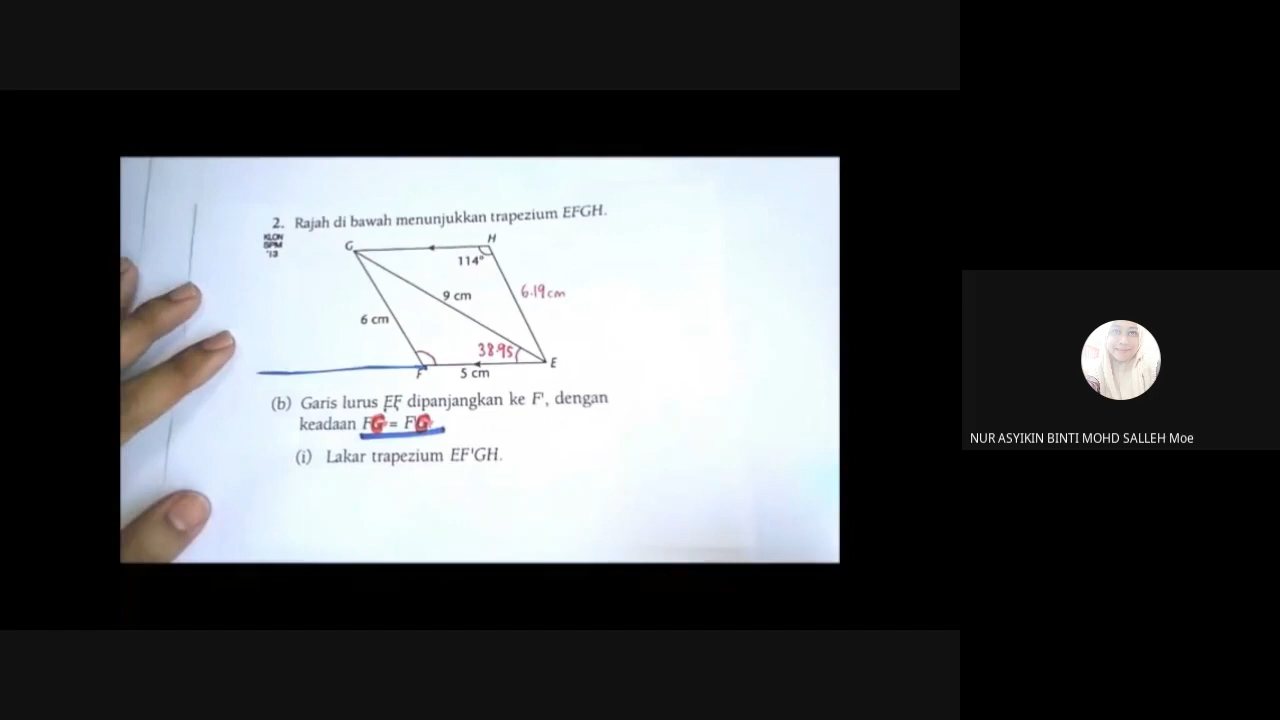 2. Rajah di bawah menunjukkan trapezium EFGH.
KLON
SPM
'13
G
H
114°
9 cm
6.19cm
6 cm
38.95
F
5 cm
E
(b) Garis lurus EF dipanjangkan ke F', dengan
keadaan FG = F'G
(i) Lakar trapezium EF'GH.
NUR ASYIKIN BINTI MOHD SALLEH Moe